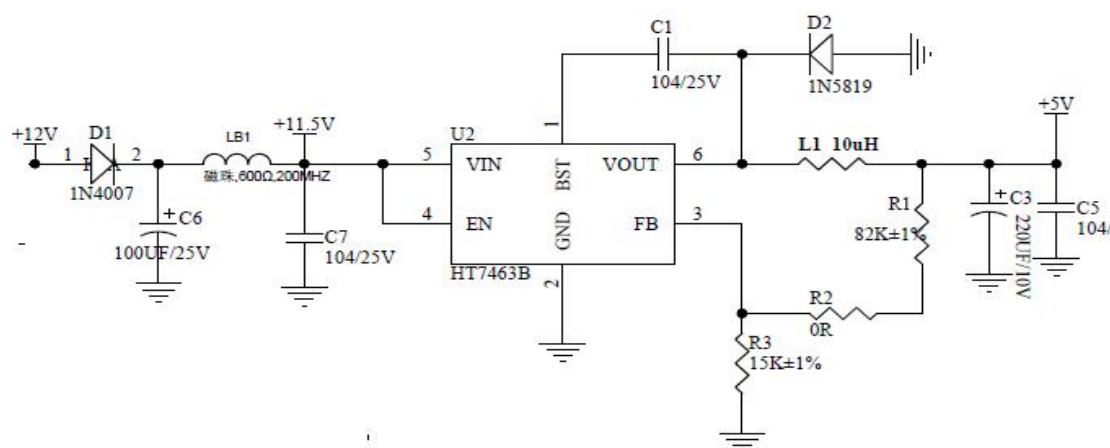 C1
104/25V
D2
1N5819
+12V
D1
1
2
1N4007
LB1
磁珠,600Ω,200MHZ
+11.5V
C6
100UF/25V
C7
104/25V
U2
1
5
VIN
BST
VOUT
6
4
EN
GND
FB
3
HT7463B
2
L1 10uH
+5V
R1
82K±1%
C3
220UF/10V
C5
104/
R2
0R
R3
15K±1%